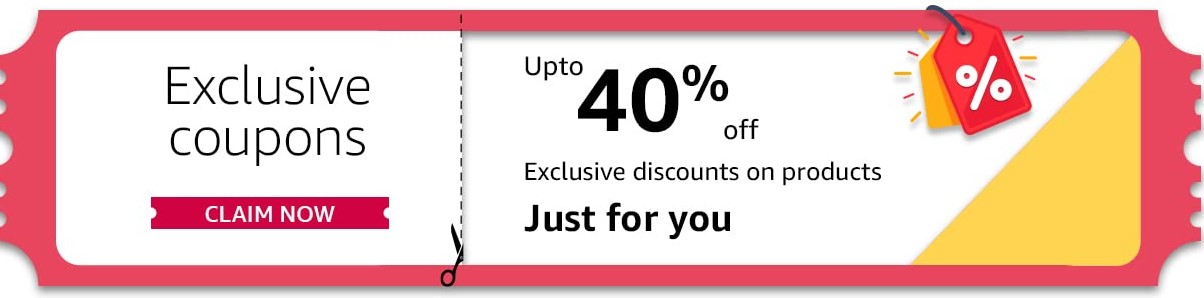 Exclusive
coupons
CLAIM NOW
Upto 40% off
Exclusive discounts on products
Just for you
%